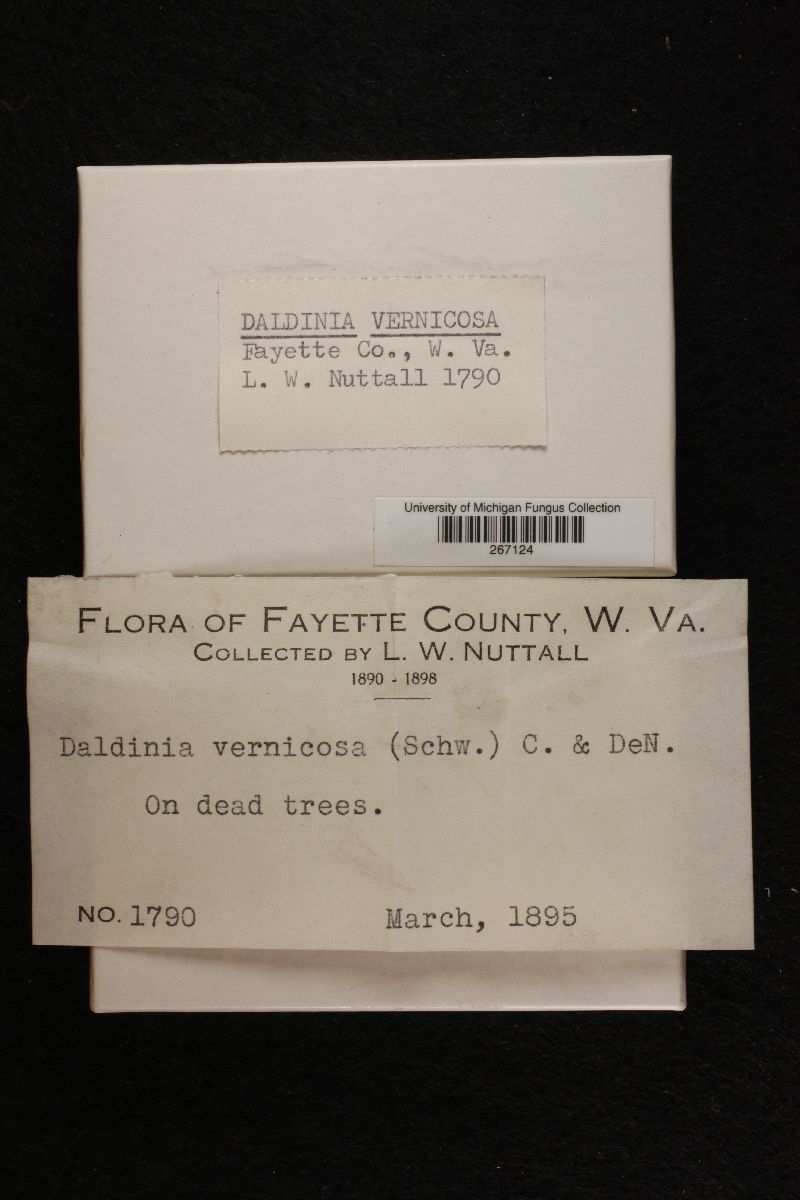 DALDINIA VERNICOSA
Fayette Co., W. Va.
L. W. Nuttall 1790
University of Michigan Fungus Collection
267124
FLORA OF FAYETTE COUNTY, W. VA.
COLLECTED BY L. W. NUTTALL
1890 - 1898
Daldinia vernicosa (Schw.) C. & DeN.
On dead trees.
NO. 1790 March, 1895